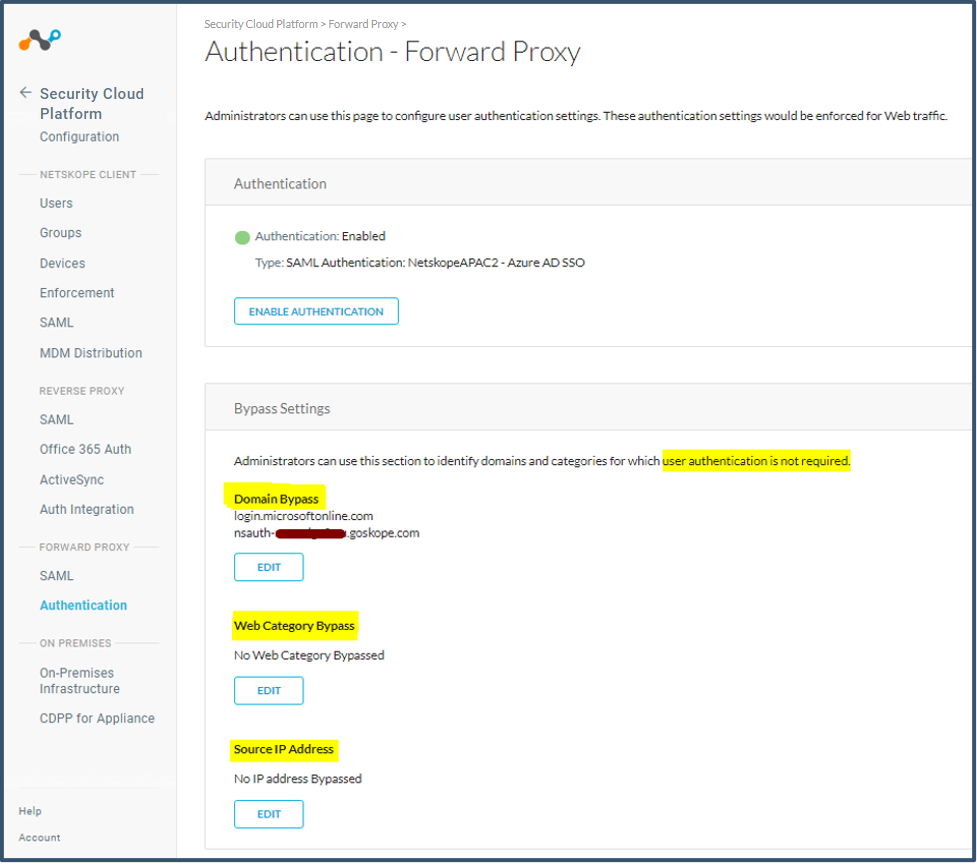 Security Cloud Platform > Forward Proxy >
Authentication - Forward Proxy
Administrators can use this page to configure user authentication settings. These authentication settings would be enforced for Web traffic.
Security Cloud
Platform
Configuration
NETSKOPE CLIENT
Users
Groups
Devices
Enforcement
SAML
MDM Distribution
REVERSE PROXY
SAML
Office 365 Auth
ActiveSync
Auth Integration
FORWARD PROXY
SAML
Authentication
ON PREMISES
On-Premises
Infrastructure
CDPP for Appliance
Help
Account
Authentication
Authentication: Enabled
Type: SAML Authentication: NetskopeAPAC2 - Azure AD SSO
ENABLE AUTHENTICATION
Bypass Settings
Administrators can use this section to identify domains and categories for which user authentication is not required.
Domain Bypass
login.microsoftonline.com
nsauth-.goskope.com
EDIT
Web Category Bypass
No Web Category Bypassed
EDIT
Source IP Address
No IP address Bypassed
EDIT